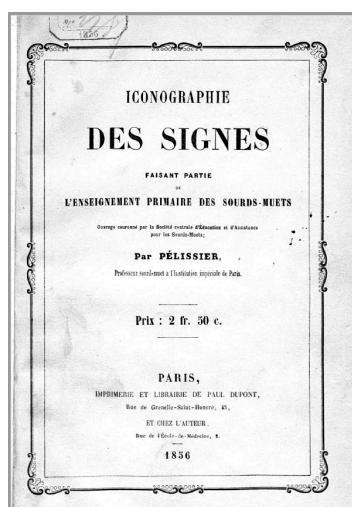 1856
ICONOGRAPHIE
DES SIGNES
FAISANT PARTIE
DE
L'ENSEIGNEMENT PRIMAIRE DES SOURDS-MUETS
Ouvrage couronné par la Société centrale d'Éducation et d'Assistance
pour les Sourds-Muets;
Par PÉLISSIER,
Professeur sourd-muet à l'Institution impériale de Paris.
Prix : 2 fr. 50 c.
PARIS,
IMPRIMERIE ET LIBRAIRIE DE PAUL DUPONT,
Rue de Grenelle-Saint-Honoré, 45,
ET CHEZ L'AUTEUR,
Rue de l'École-de-Médecine,
1856